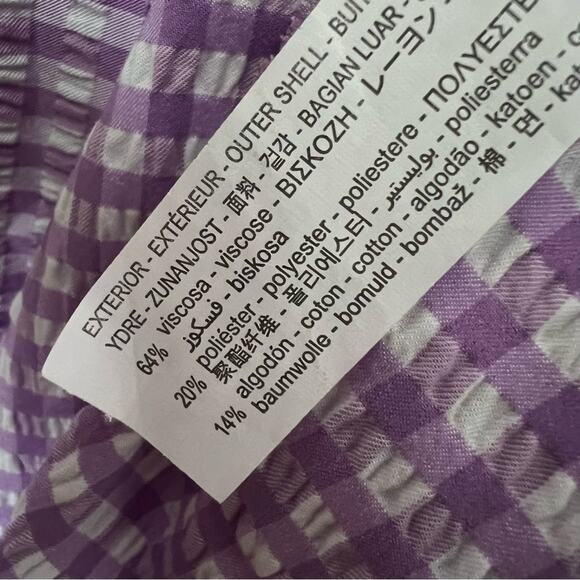 EXTERIOR - EXTÉRIEUR - OUTER SHELL -
YDRE - ZUNANJOST - 面料 - 겉감 - BAGIAN LUAR -
64% viscosa - viscose - ΒΙΣΚΟΖΗ - レーヨン
فسكوز - biskosa
20% poliéster - polyester - poliestere - ΠΟΛΥΕΣΤΕ
聚酯纤维 - 폴리에스터 - بوليستير - poliesterra
14% algodón - coton - cotton - algodão - katoen -
baumwolle - bomuld - bombaž - 棉 - 면 -